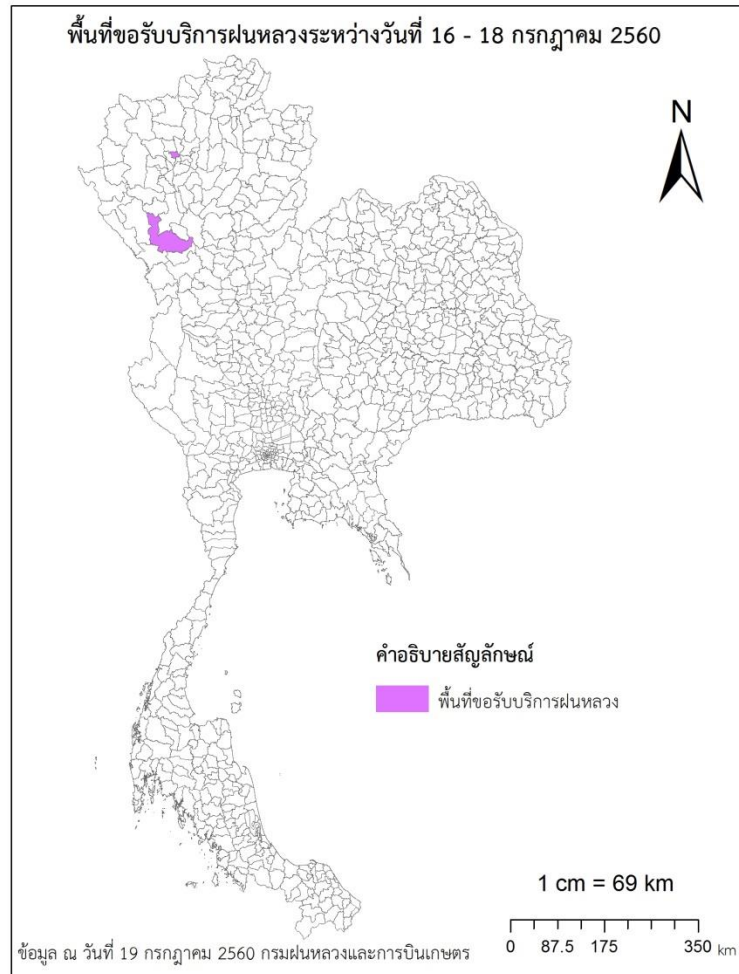 พื้นที่ขอรับบริการฝนหลวงระหว่างวันที่ 16 - 18 กรกฎาคม 2560
N
คำอธิบายสัญลักษณ์
พื้นที่ขอรับบริการฝนหลวง
1 cm = 69 km
0 87.5 175 350 km
ข้อมูล ณ วันที่ 19 กรกฎาคม 2560 กรมฝนหลวงและการบินเกษตร